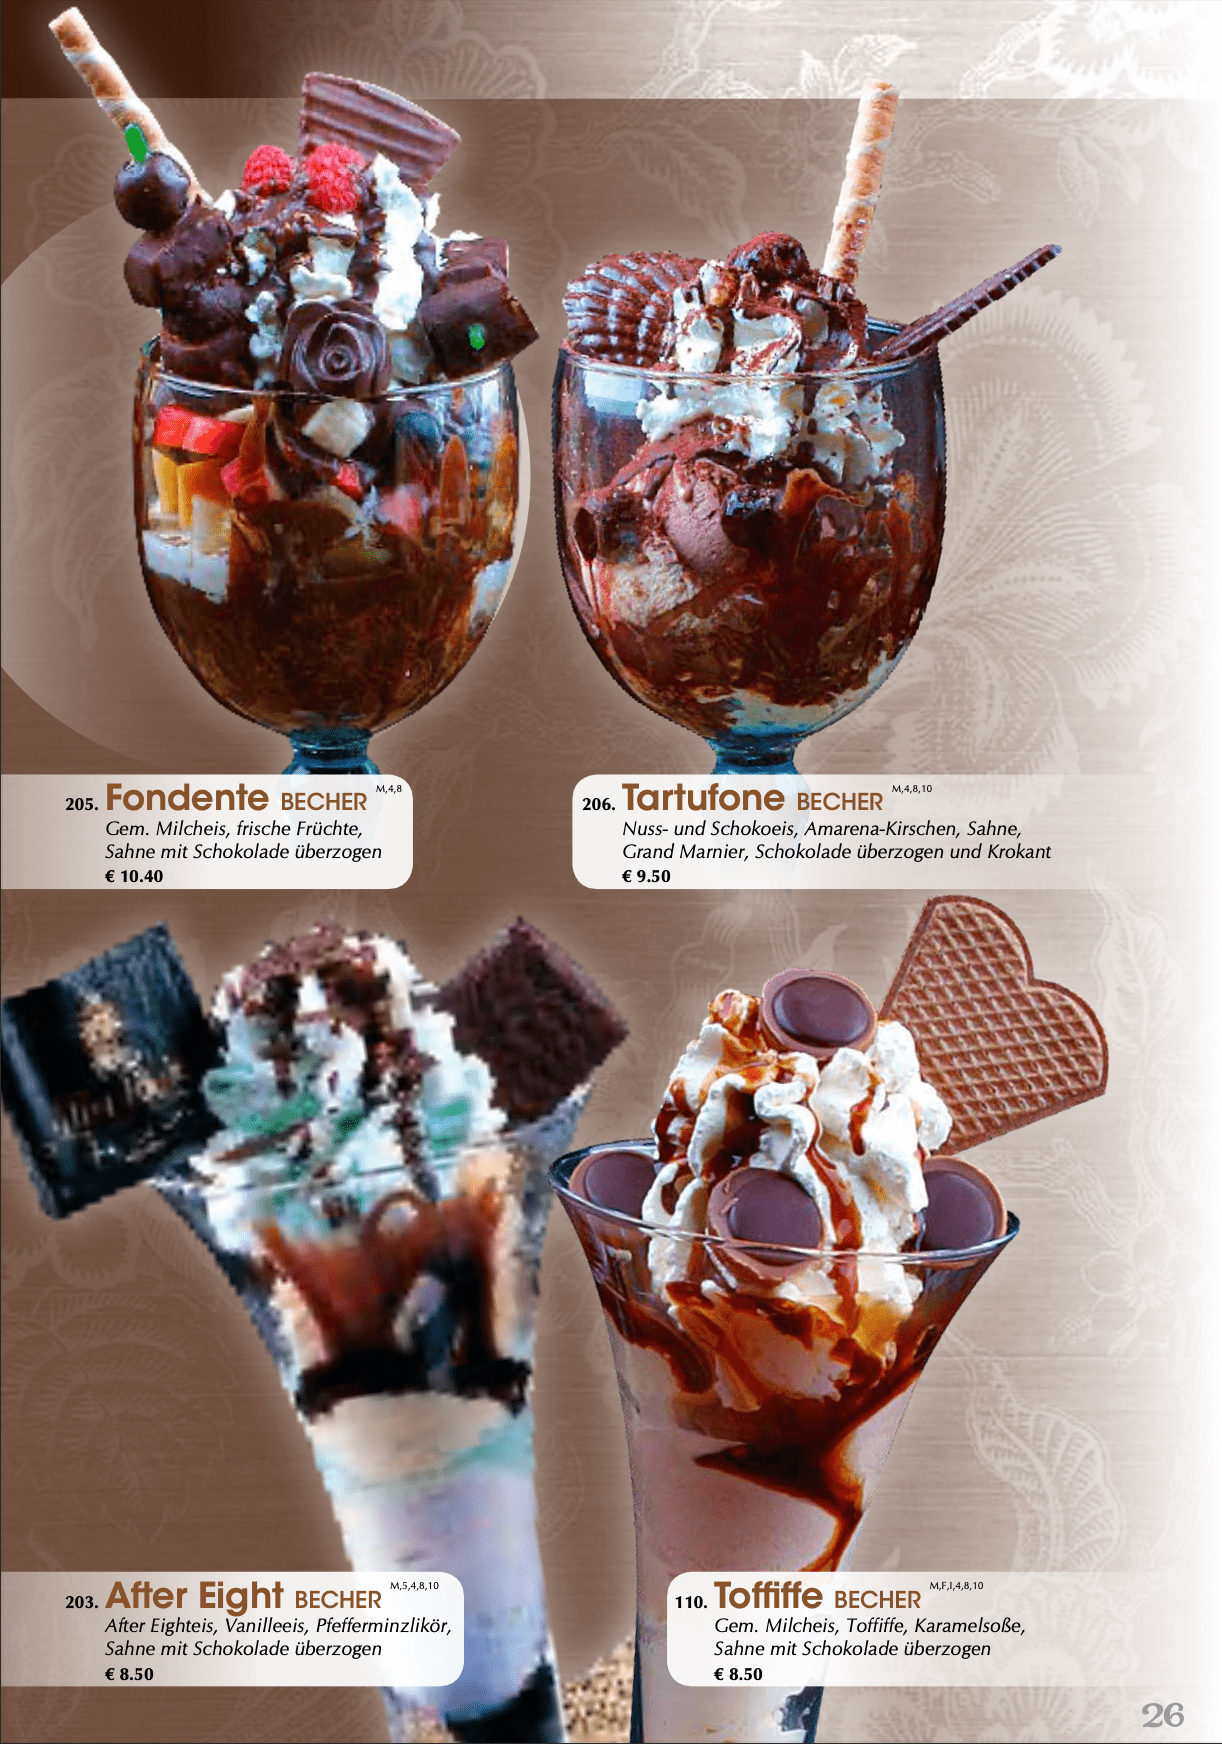 205. Fondente BECHER M,4,8
Gem. Milcheis, frische Früchte,
Sahne mit Schokolade überzogen
€ 10.40
206. Tartufone BECHER M,4,8,10
Nuss- und Schokoeis, Amarena-Kirschen, Sahne,
Grand Marnier, Schokolade überzogen und Krokant
€ 9.50
203. After Eight BECHER M,5,4,8,10
After Eighteis, Vanilleeis, Pfefferminzlikör,
Sahne mit Schokolade überzogen
€ 8.50
110. Toffiffe BECHER M,F,I,4,8,10
Gem. Milcheis, Toffiffe, Karamelsoße,
Sahne mit Schokolade überzogen
€ 8.50
26